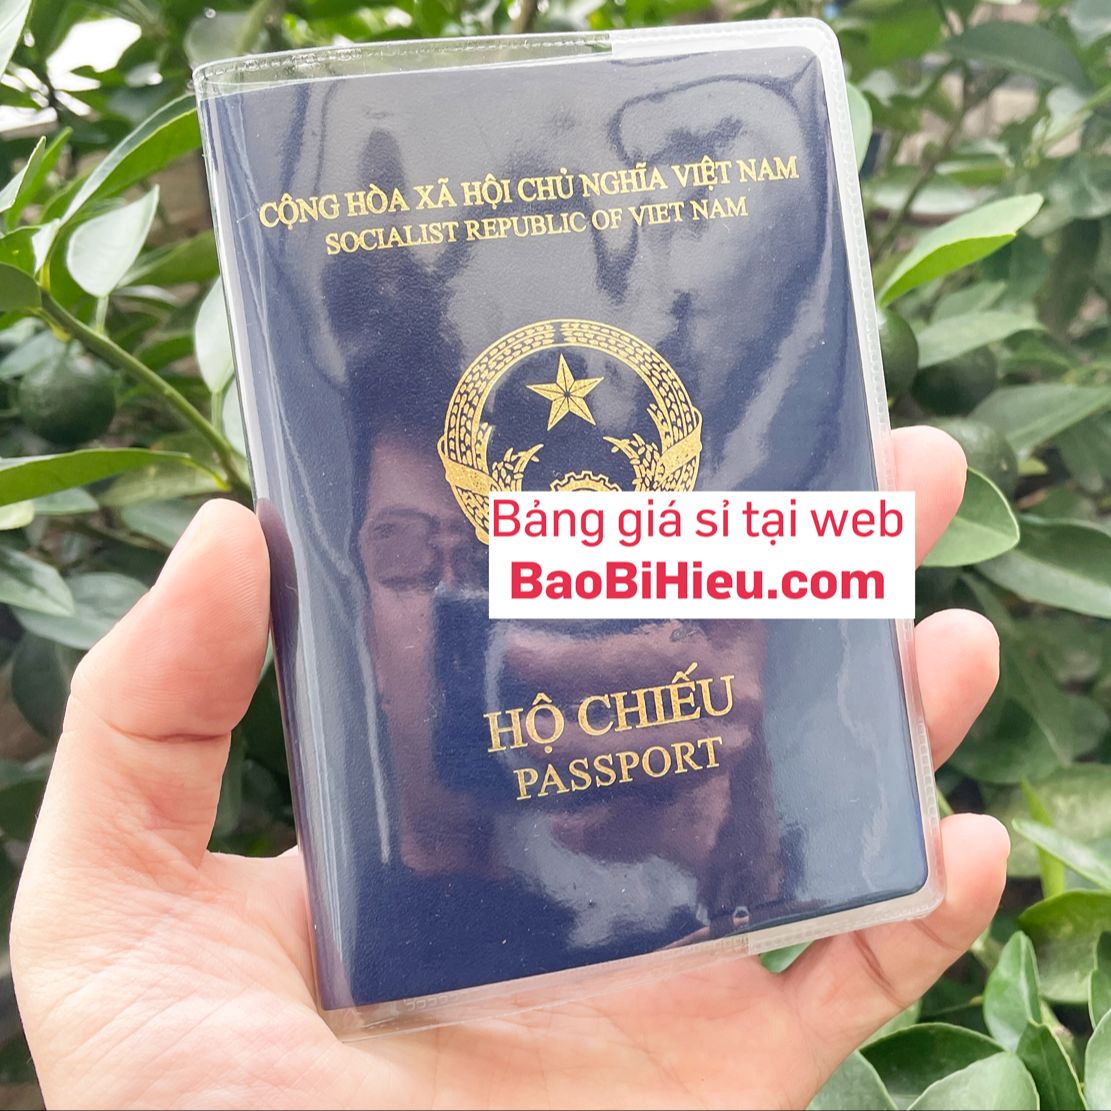 CỘNG HÒA XÃ HỘI CHỦ NGHĨA VIỆT NAM
SOCIALIST REPUBLIC OF VIET NAM
Bảng giá sỉ tại web
BaoBiHieu.com
HỘ CHIẾU
PASSPORT